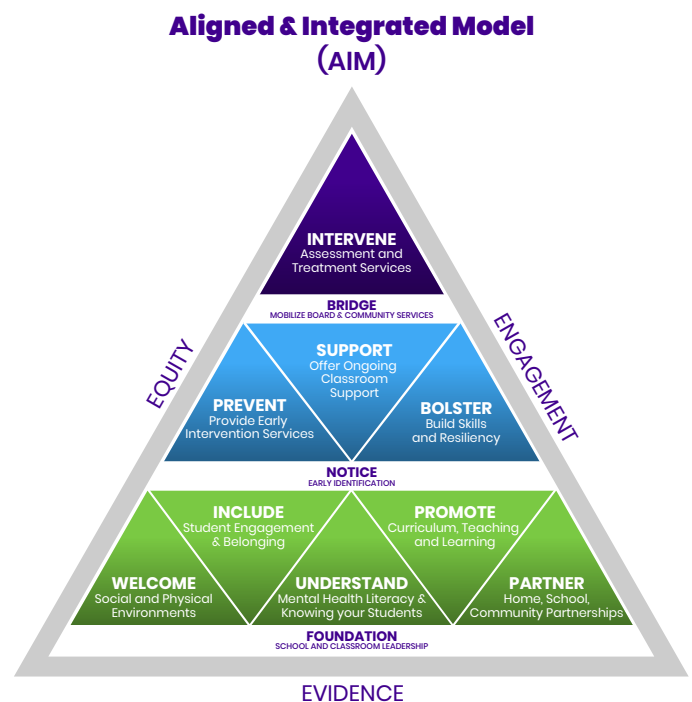 Aligned & Integrated Model
(AIM)
INTERVENE
Assessment and
Treatment Services
BRIDGE
MOBILIZE BOARD & COMMUNITY SERVICES
EQUITY
ENGAGEMENT
SUPPORT
Offer Ongoing
Classroom
Support
PREVENT
Provide Early
Intervention Services
BOLSTER
Build Skills
and Resiliency
NOTICE
EARLY IDENTIFICATION
INCLUDE
Student Engagement
& Belonging
PROMOTE
Curriculum, Teaching
and Learning
WELCOME
Social and Physical
Environments
UNDERSTAND
Mental Health Literacy &
Knowing your Students
PARTNER
Home, School,
Community Partnerships
FOUNDATION
SCHOOL AND CLASSROOM LEADERSHIP
EVIDENCE